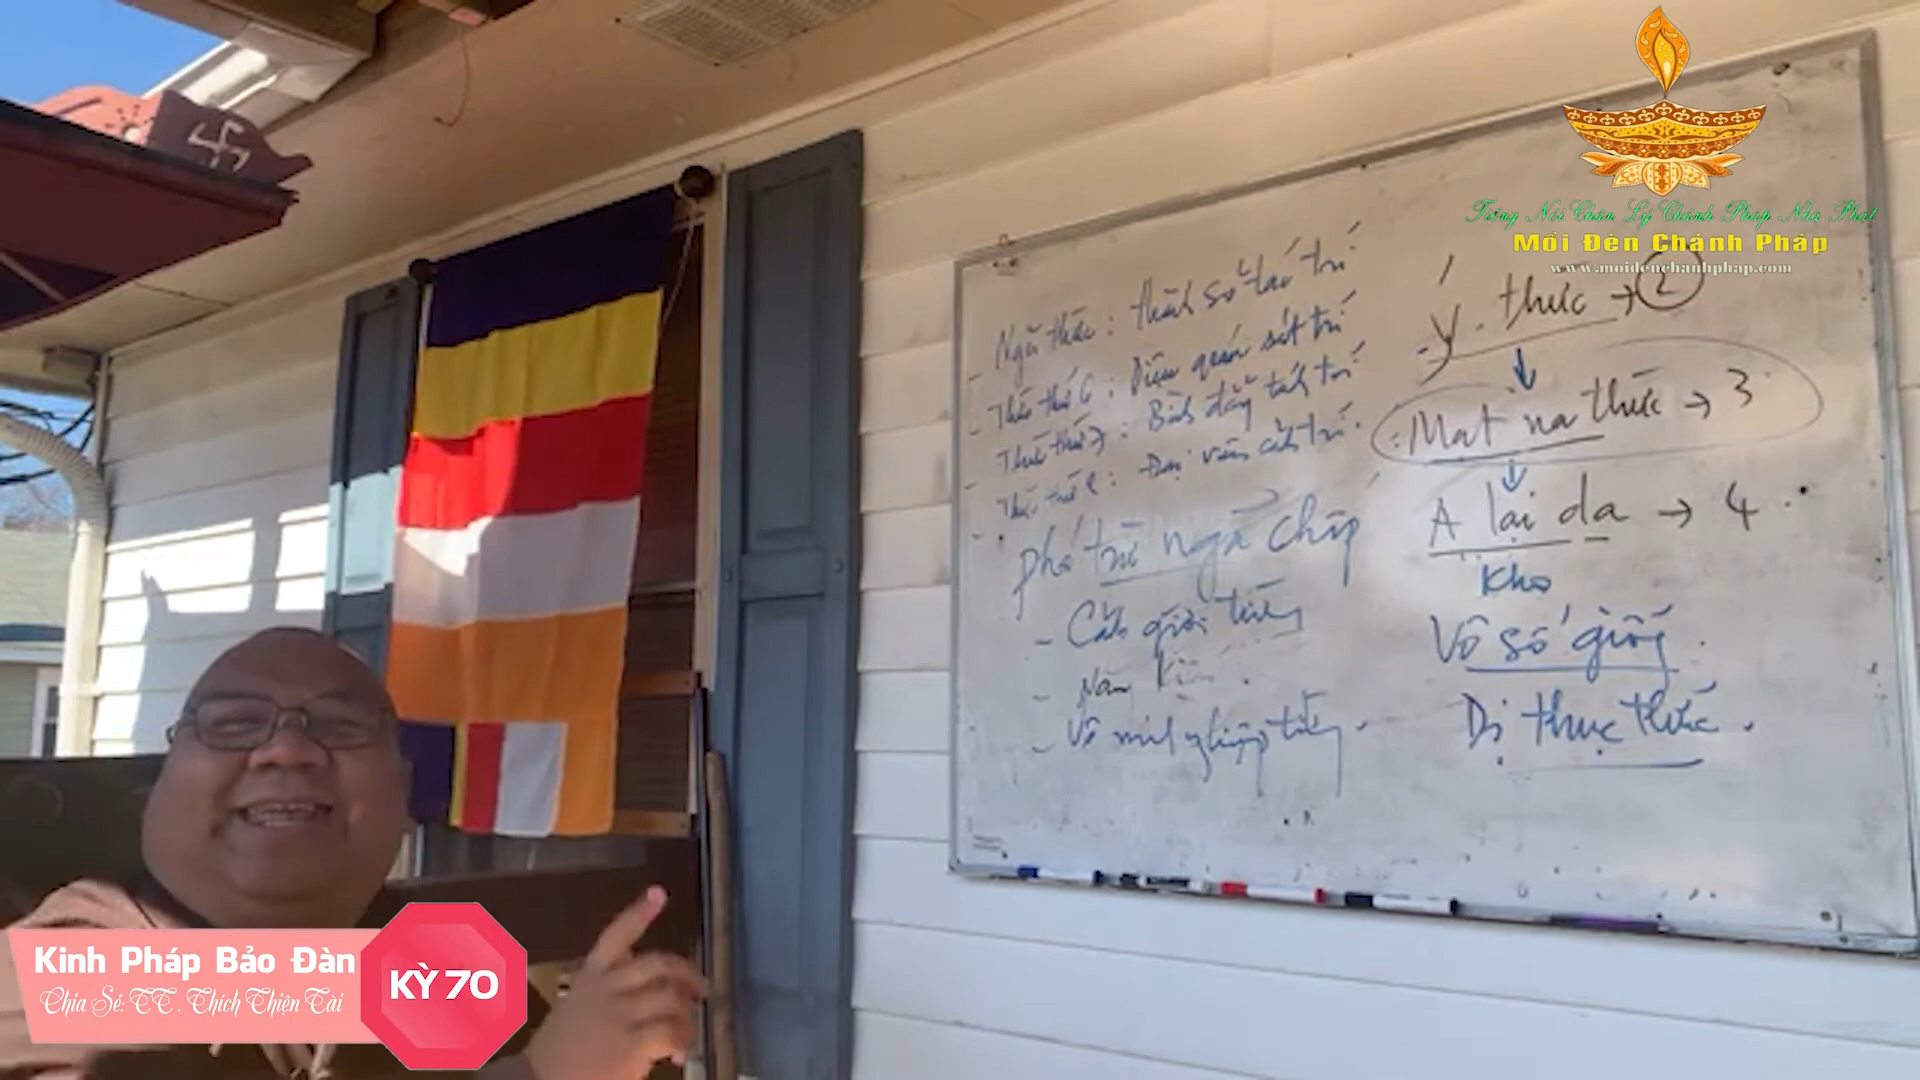 Tiếng Nói Chân Lý Chánh Pháp Nhà Phật
Mồi Đèn Chánh Pháp
www.moidenchanhphap.com
- Ngũ thức: thành sở tác trí
- Thức thứ 6: Diệu quán sát trí
- Thức thứ 7: Bình đẳng tánh trí
- Thức thứ 8: Đại viên cảnh trí.
phá trừ ngã chấp
- Cảnh giới tướng
- Năm
- Vô minh nghiệp tướng.
- Ý thức → 2
: Mạt na thức → 3
A lại da → 4
Kho
Vô số giống
Dị thục thức.
Kinh Pháp Bảo Đàn
Chia Sẻ: TT. Thích Thiện Tài
KỲ 70